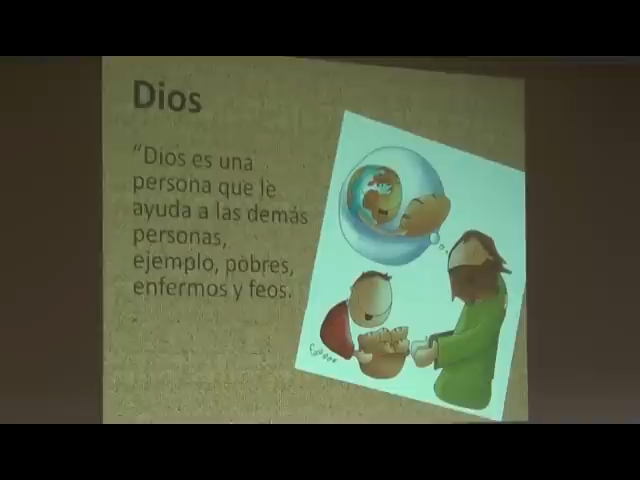 Dios
“Dios es una
persona que le
ayuda a las demás
personas,
ejemplo, pobres,
enfermos y feos.